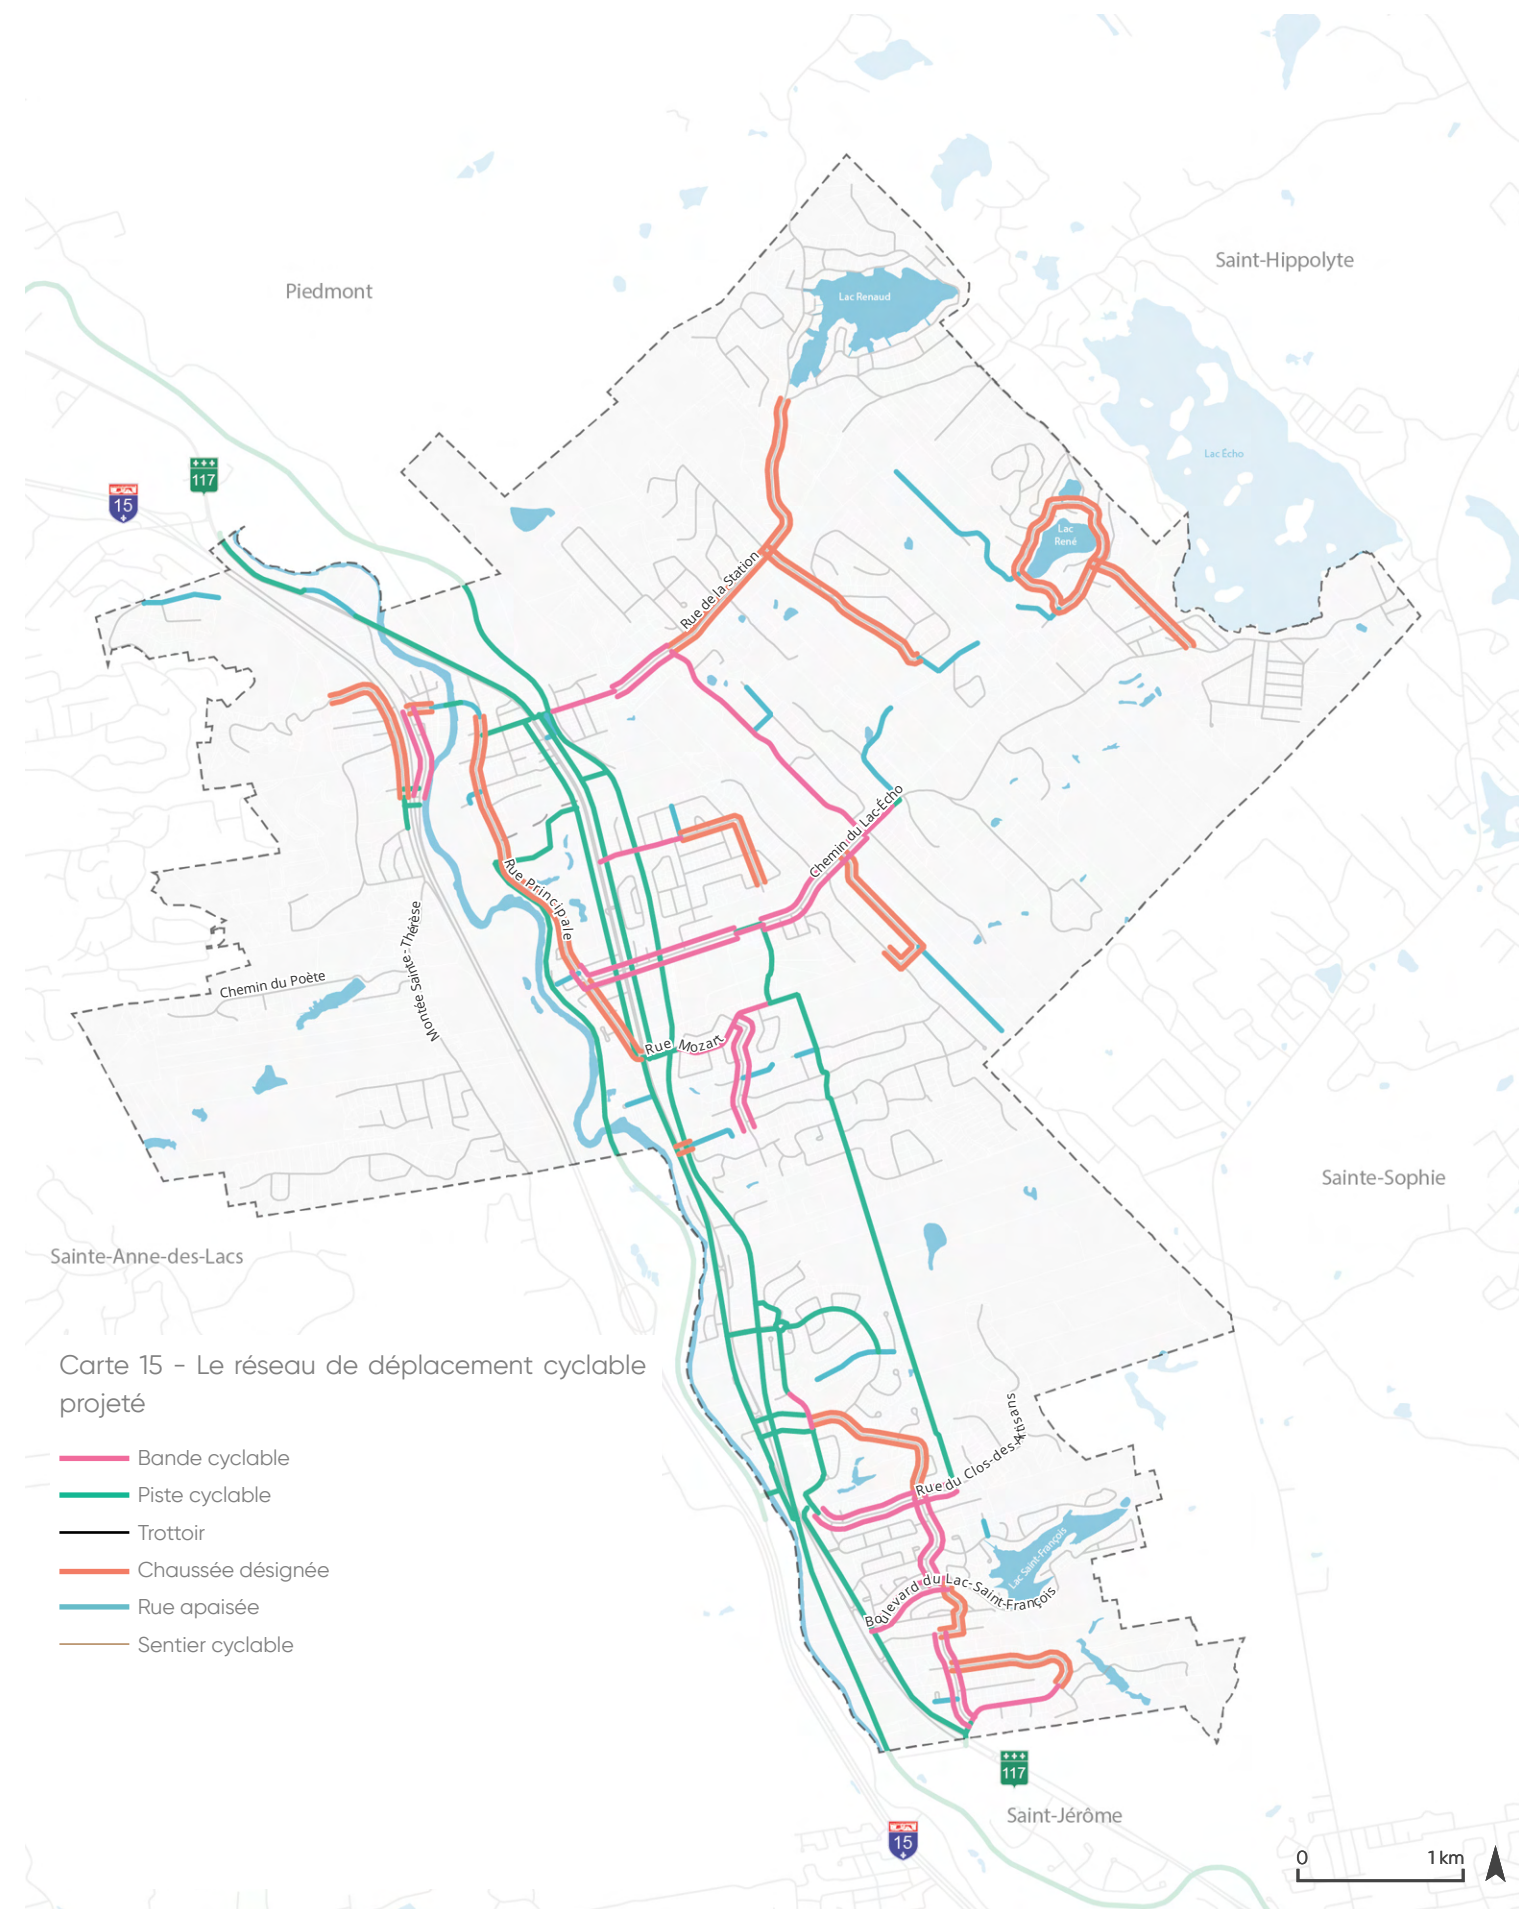 Saint-Hippolyte
Piedmont
Lac Renaud
Lac Écho
117
15
Lac
René
Rue de la Station
Chemin du Lac-Écho
Rue Principale
Montée Sainte-Thérèse
Chemin du Poète
Rue Mozart
Sainte-Sophie
Sainte-Anne-des-Lacs
Carte 15 - Le réseau de déplacement cyclable
projeté
Bande cyclable
Piste cyclable
Trottoir
Chaussée désignée
Rue apaisée
Sentier cyclable
Rue du Clos-des-Artisans
Lac Saint-François
Boulevard du Lac-Saint-François
117
Saint-Jérôme
15
0 1 km